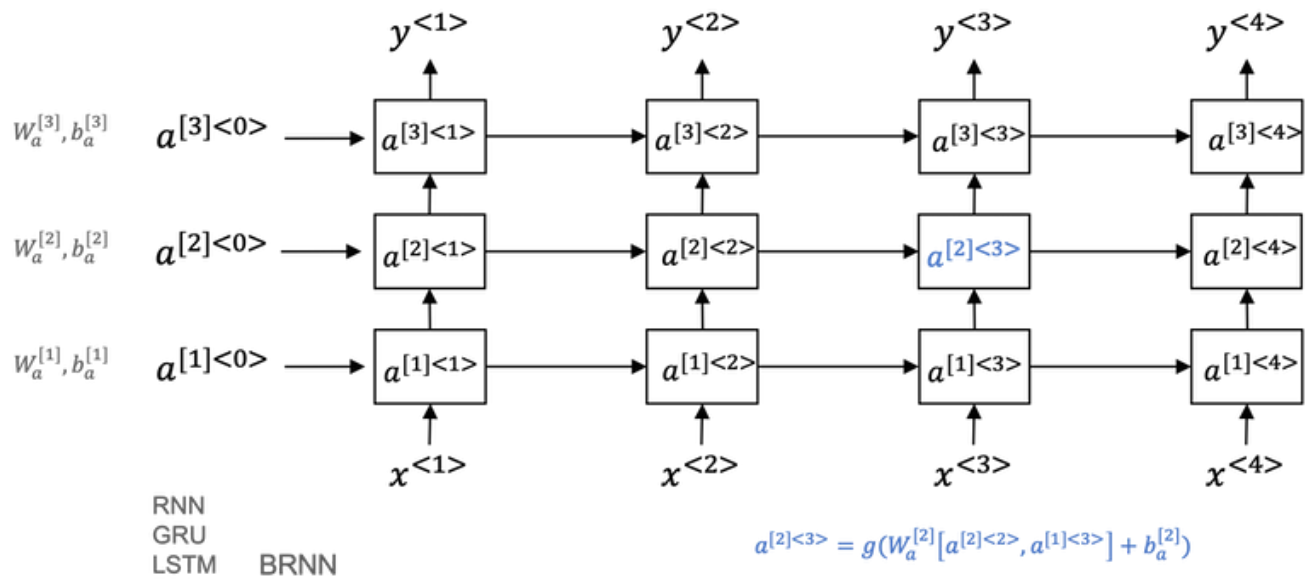 y^{<1>} y^{<2>} y^{<3>} y^{<4>}
W_a^{[3]}, b_a^{[3]} a^{[3]<0>} a^{[3]<1>} a^{[3]<2>} a^{[3]<3>} a^{[3]<4>}
W_a^{[2]}, b_a^{[2]} a^{[2]<0>} a^{[2]<1>} a^{[2]<2>} a^{[2]<3>} a^{[2]<4>}
W_a^{[1]}, b_a^{[1]} a^{[1]<0>} a^{[1]<1>} a^{[1]<2>} a^{[1]<3>} a^{[1]<4>}
x^{<1>} x^{<2>} x^{<3>} x^{<4>}
RNN
GRU
LSTM BRNN
a^{[2]<3>} = g(W_a^{[2]}[a^{[2]<2>}, a^{[1]<3>}] + b_a^{[2]})